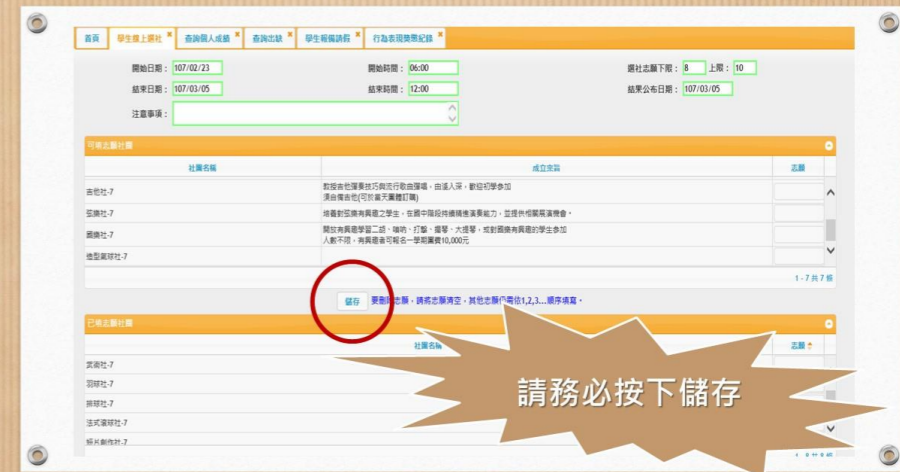 首頁 學生線上選社 查詢個人成績 查詢出缺 學生報備請假 行為表現獎懲紀錄
開始日期： 107/02/23 開始時間： 06:00 選社志願下限： 8 上限： 10
結束日期： 107/03/05 結束時間： 12:00 結果公布日期： 107/03/05
注意事項：
可填志願社團
社團名稱 成立宗旨 志願
吉他社-7 教授吉他彈奏技巧與流行歌曲彈唱，由淺入深，歡迎初學參加
須自備吉他(可於當天團體訂購)
弦樂社-7 培養對弦樂有興趣之學生，在國中階段持續精進演奏能力，並提供相關展演機會。
國樂社-7 開放有興趣學習二胡、嗩吶、打擊、揚琴、大提琴，或對國樂有興趣的學生參加
人數不限，有興趣者可報名一學期團費10,000元
造型氣球社-7
1 - 7 共 7 條
儲存 要刪除志願，請將志願清空，其他志願仍需依1,2,3...順序填寫。
已填志願社團
社團名稱 志願
武術社-7
羽球社-7
排球社-7
法式滾球社-7
請務必按下儲存
1 - 8 共 8 條